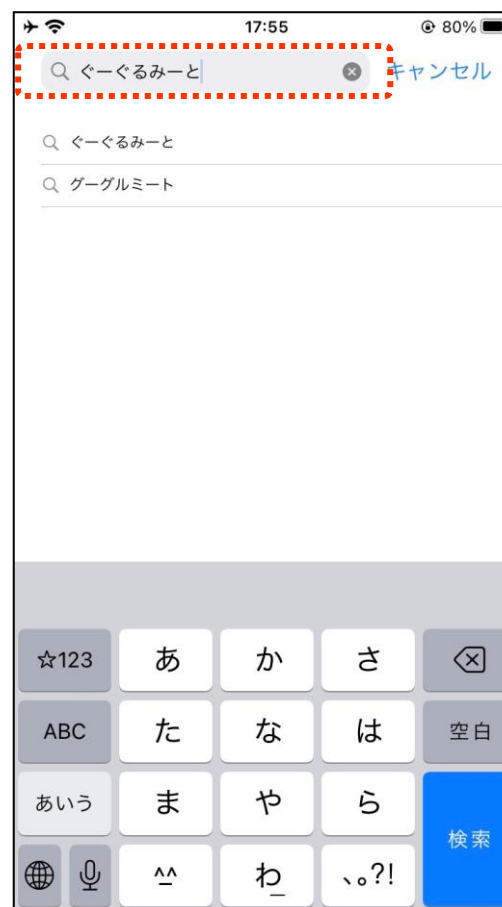 17:55 80%
ぐーぐるみーと キャンセル
ぐーぐるみーと
グーグルミート
☆123 あ か さ
ABC た な は 空白
あいう ま や ら
検索
^^ わ_ 、。?!